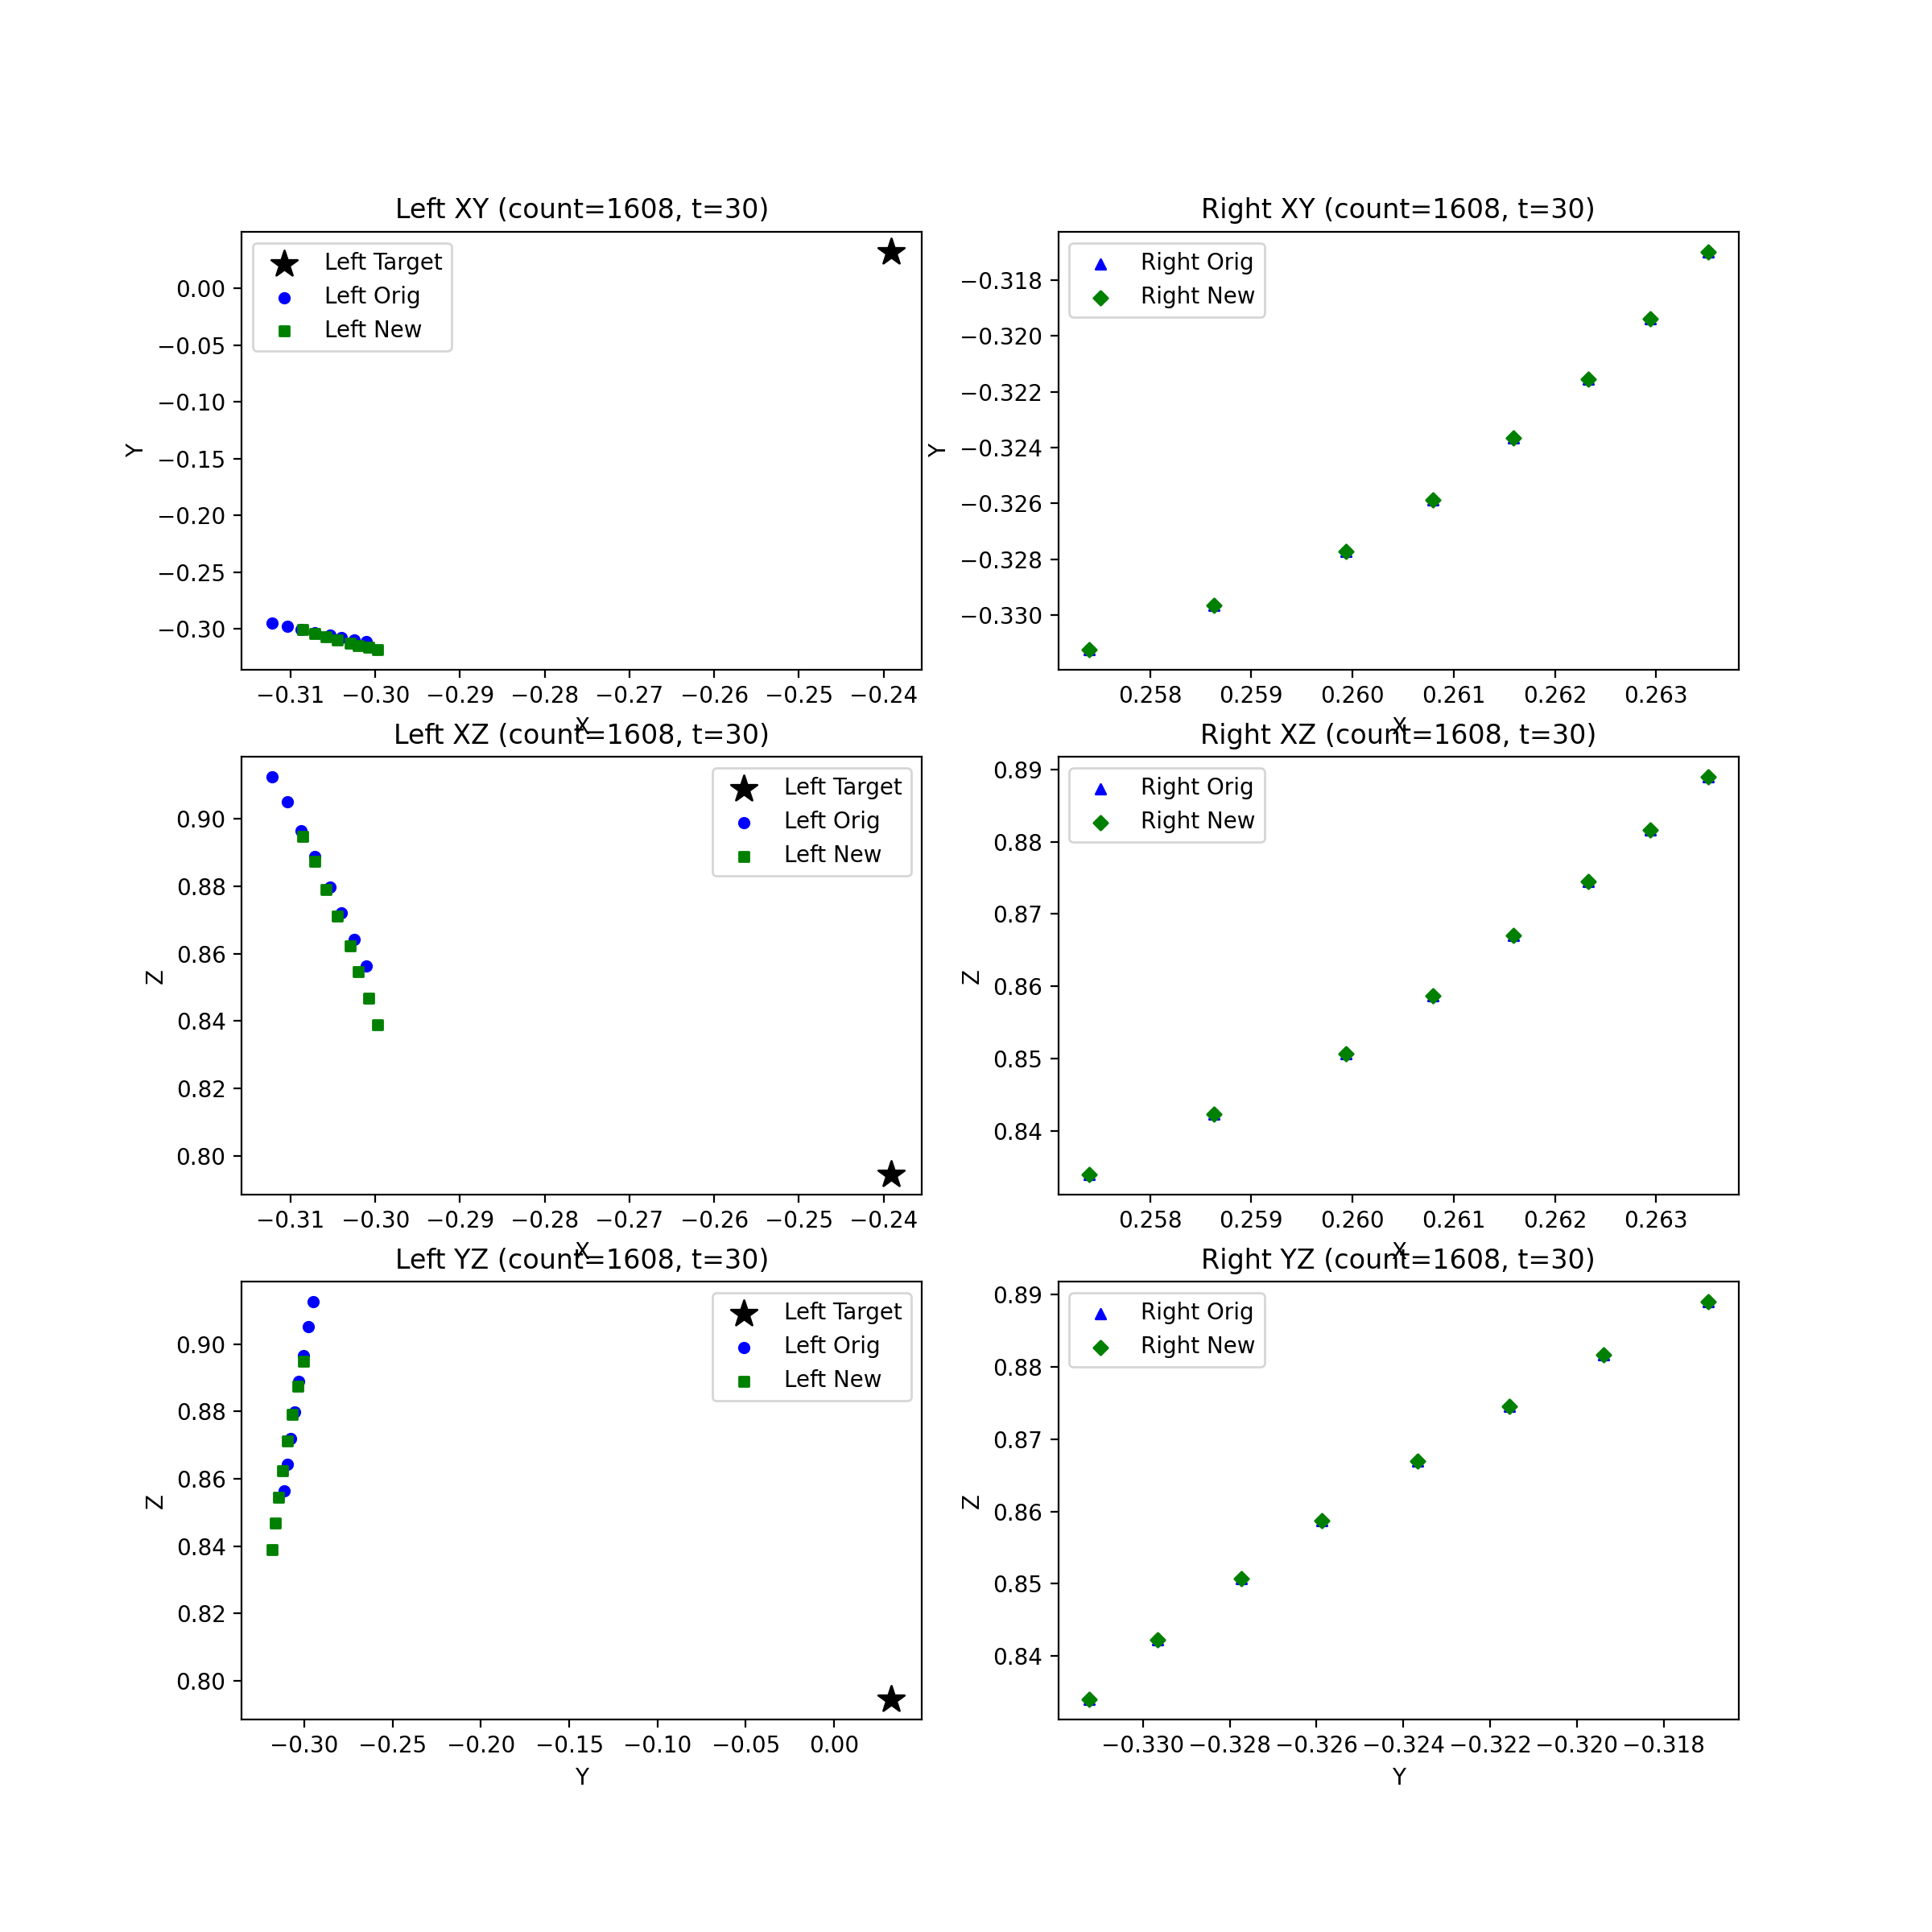 Left XY (count=1608, t=30)
Left Target
Left Orig
Left New
0.00
−0.05
−0.10
−0.15
−0.20
−0.25
−0.30
Y
−0.31 −0.30 −0.29 −0.28 −0.27 −0.26 −0.25 −0.24
X
Right XY (count=1608, t=30)
Right Orig
Right New
−0.318
−0.320
−0.322
−0.324
−0.326
−0.328
−0.330
Y
0.258 0.259 0.260 0.261 0.262 0.263
X
Left XZ (count=1608, t=30)
Left Target
Left Orig
Left New
0.90
0.88
0.86
0.84
0.82
0.80
Z
−0.31 −0.30 −0.29 −0.28 −0.27 −0.26 −0.25 −0.24
X
Right XZ (count=1608, t=30)
Right Orig
Right New
0.89
0.88
0.87
0.86
0.85
0.84
Z
0.258 0.259 0.260 0.261 0.262 0.263
X
Left YZ (count=1608, t=30)
Left Target
Left Orig
Left New
0.90
0.88
0.86
0.84
0.82
0.80
Z
−0.30 −0.25 −0.20 −0.15 −0.10 −0.05 0.00
Y
Right YZ (count=1608, t=30)
Right Orig
Right New
0.89
0.88
0.87
0.86
0.85
0.84
Z
−0.330 −0.328 −0.326 −0.324 −0.322 −0.320 −0.318
Y